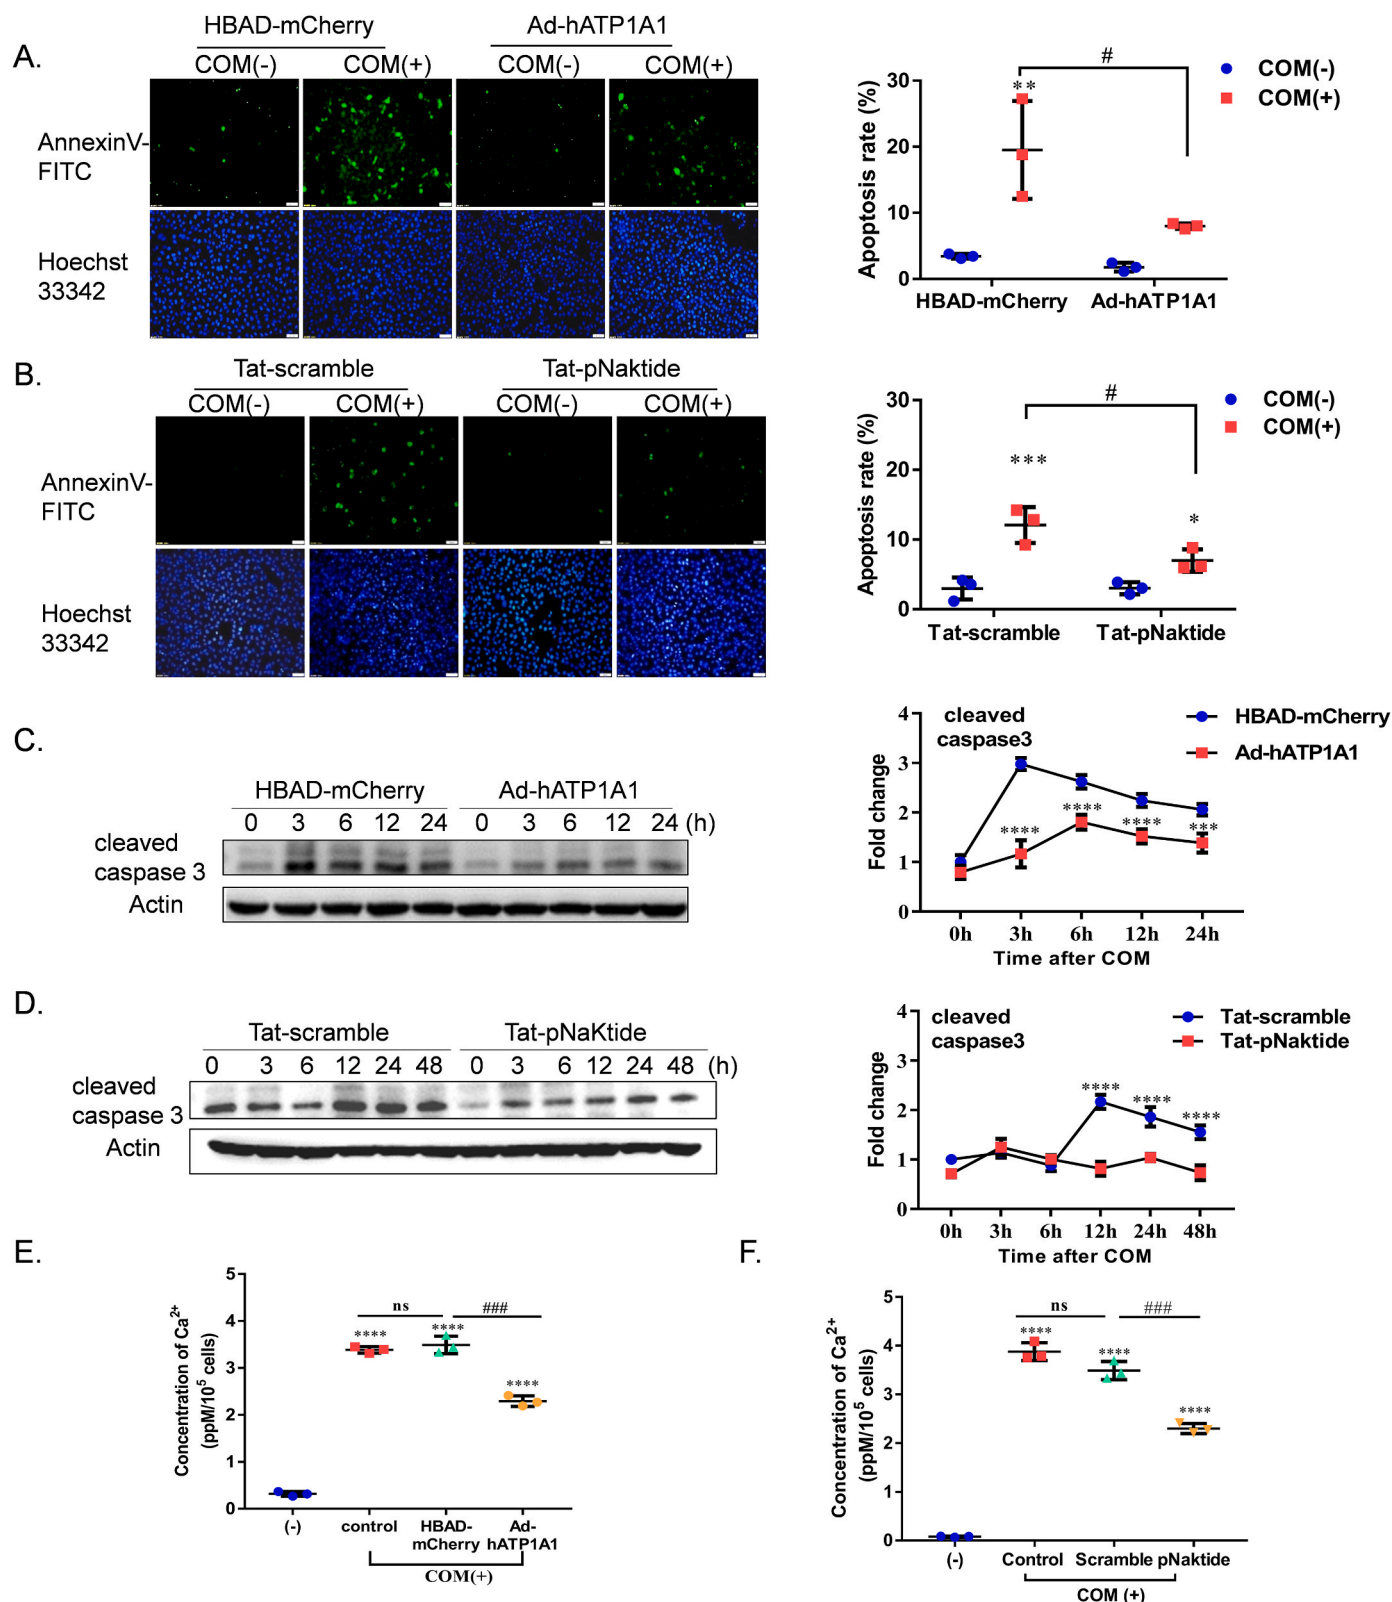 A.
HBAD-mCherry Ad-hATP1A1
COM(-) COM(+) COM(-) COM(+)
AnnexinV-
FITC
Hoechst
33342
Apoptosis rate (%)
30
20
10
0
**
#
COM(-)
COM(+)
HBAD-mCherry Ad-hATP1A1
B.
Tat-scramble Tat-pNaktide
COM(-) COM(+) COM(-) COM(+)
AnnexinV-
FITC
Hoechst
33342
Apoptosis rate (%)
30
20
10
0
***
#
*
COM(-)
COM(+)
Tat-scramble Tat-pNaktide
C.
HBAD-mCherry Ad-hATP1A1
0 3 6 12 24 0 3 6 12 24 (h)
cleaved
caspase 3
Actin
cleaved
caspase3
HBAD-mCherry
Ad-hATP1A1
Fold change
4
3
2
1
0
**** **** **** ***
0h 3h 6h 12h 24h
Time after COM
D.
Tat-scramble Tat-pNaKtide
0 3 6 12 24 48 0 3 6 12 24 48 (h)
cleaved
caspase 3
Actin
cleaved
caspase3
Tat-scramble
Tat-pNaktide
Fold change
4
3
2
1
0
**** **** ****
0h 3h 6h 12h 24h 48h
Time after COM
E.
Concentration of Ca2+
(ppM/105 cells)
5
4
3
2
1
0
ns ###
**** **** ****
(-) control HBAD- Ad-
mCherry hATP1A1
COM(+)
F.
Concentration of Ca2+
(ppM/105 cells)
5
4
3
2
1
0
ns ###
**** **** ****
(-) Control Scramble pNaktide
COM (+)